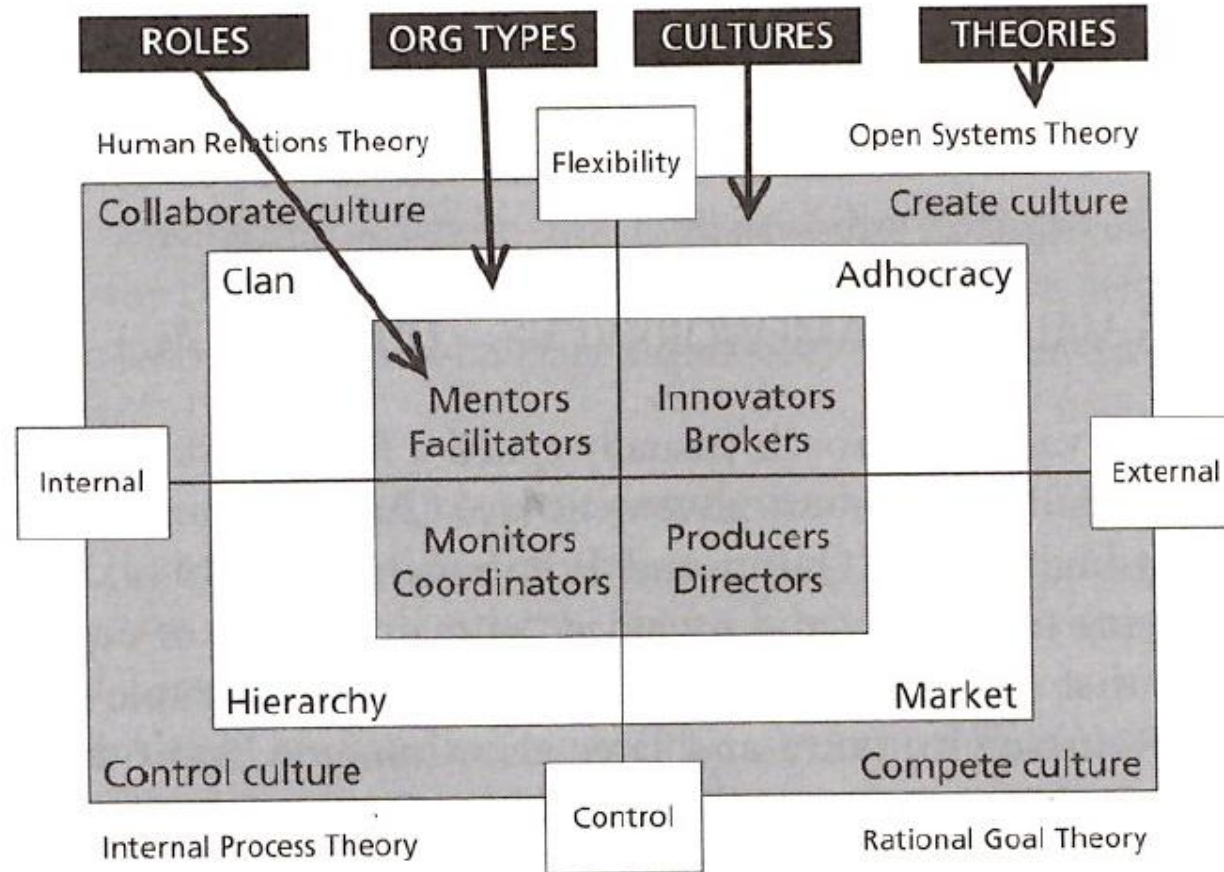 ROLES
ORG TYPES
CULTURES
THEORIES
Human Relations Theory
Open Systems Theory
Flexibility
Collaborate culture
Create culture
Clan
Adhocracy
Mentors
Facilitators
Innovators
Brokers
Internal
External
Monitors
Coordinators
Producers
Directors
Hierarchy
Market
Control culture
Compete culture
Control
Internal Process Theory
Rational Goal Theory